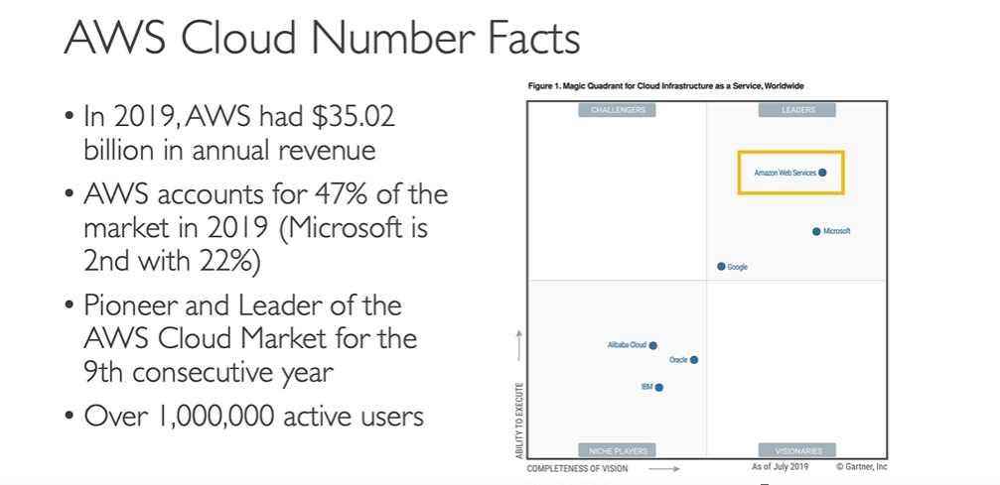 AWS Cloud Number Facts
• In 2019, AWS had $35.02
billion in annual revenue
• AWS accounts for 47% of the
market in 2019 (Microsoft is
2nd with 22%)
• Pioneer and Leader of the
AWS Cloud Market for the
9th consecutive year
• Over 1,000,000 active users
Figure 1. Magic Quadrant for Cloud Infrastructure as a Service, Worldwide
CHALLENGERS
LEADERS
Amazon Web Services
Microsoft
Google
Alibaba Cloud
Oracle
IBM
ABILITY TO EXECUTE
NICHE PLAYERS
VISIONARIES
COMPLETENESS OF VISION
As of July 2019
© Gartner, Inc